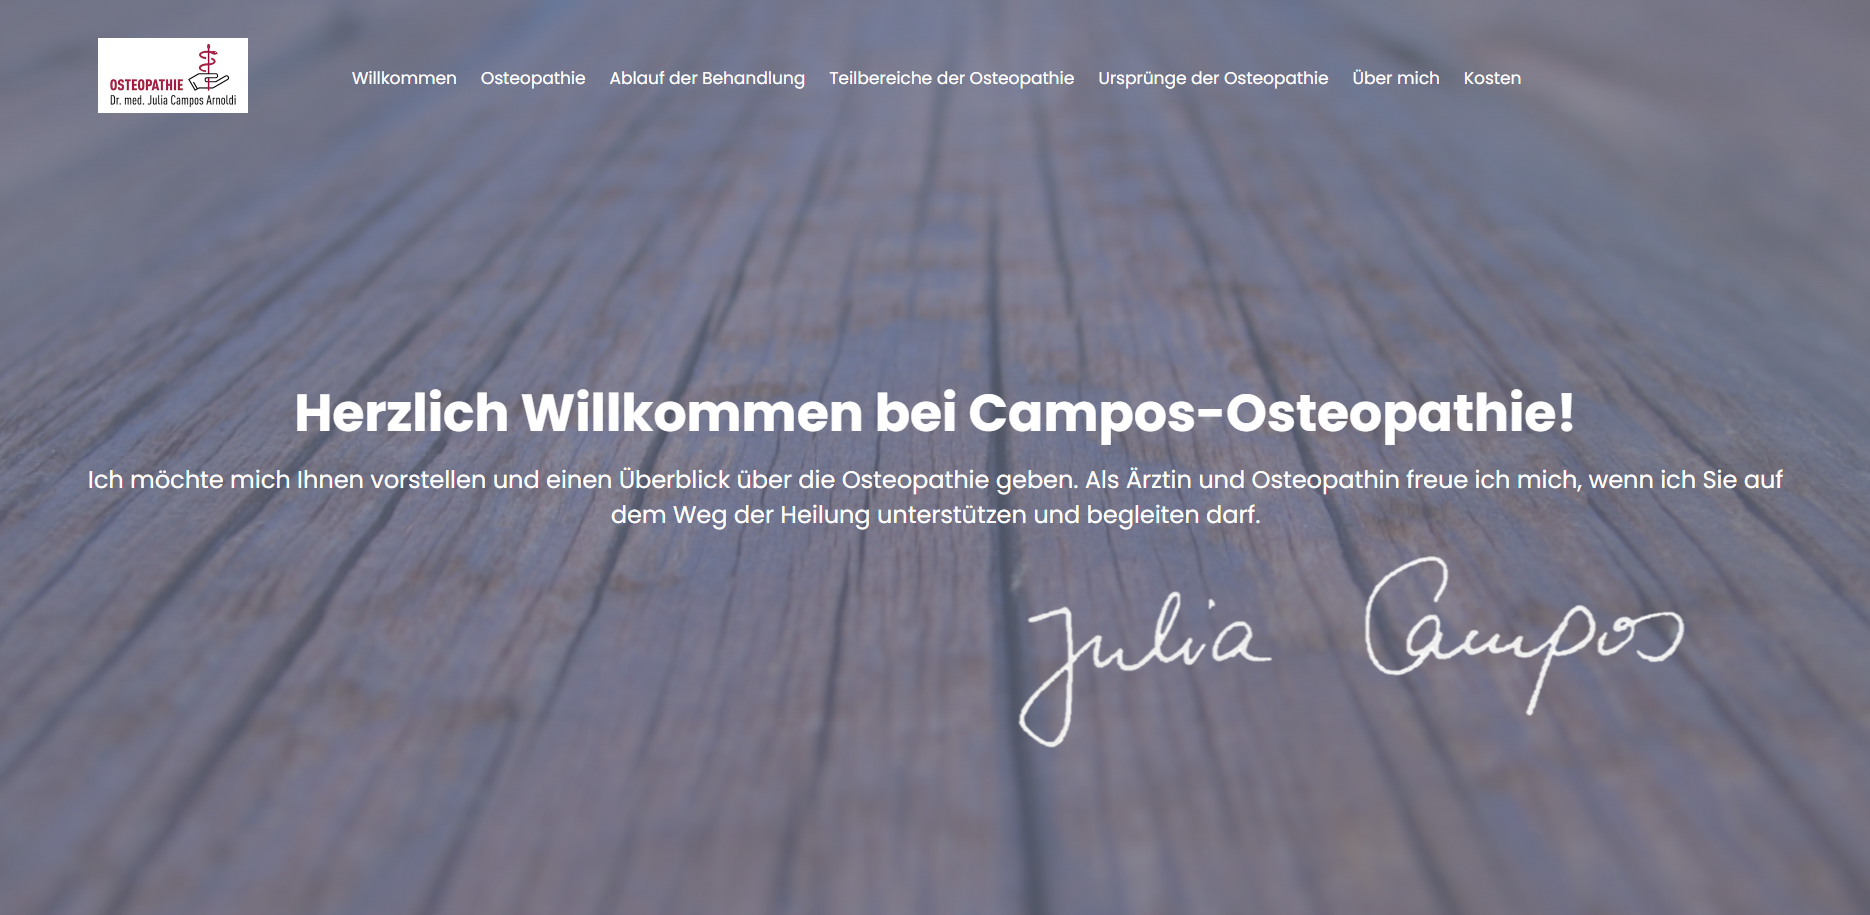 OSTEOPATHIE
Dr. med. Julia Campos Arnoldi
Willkommen Osteopathie Ablauf der Behandlung Teilbereiche der Osteopathie Ursprünge der Osteopathie Über mich Kosten
Herzlich Willkommen bei Campos-Osteopathie!
Ich möchte mich Ihnen vorstellen und einen Überblick über die Osteopathie geben. Als Ärztin und Osteopathin freue ich mich, wenn ich Sie auf
dem Weg der Heilung unterstützen und begleiten darf.
Julia Campos